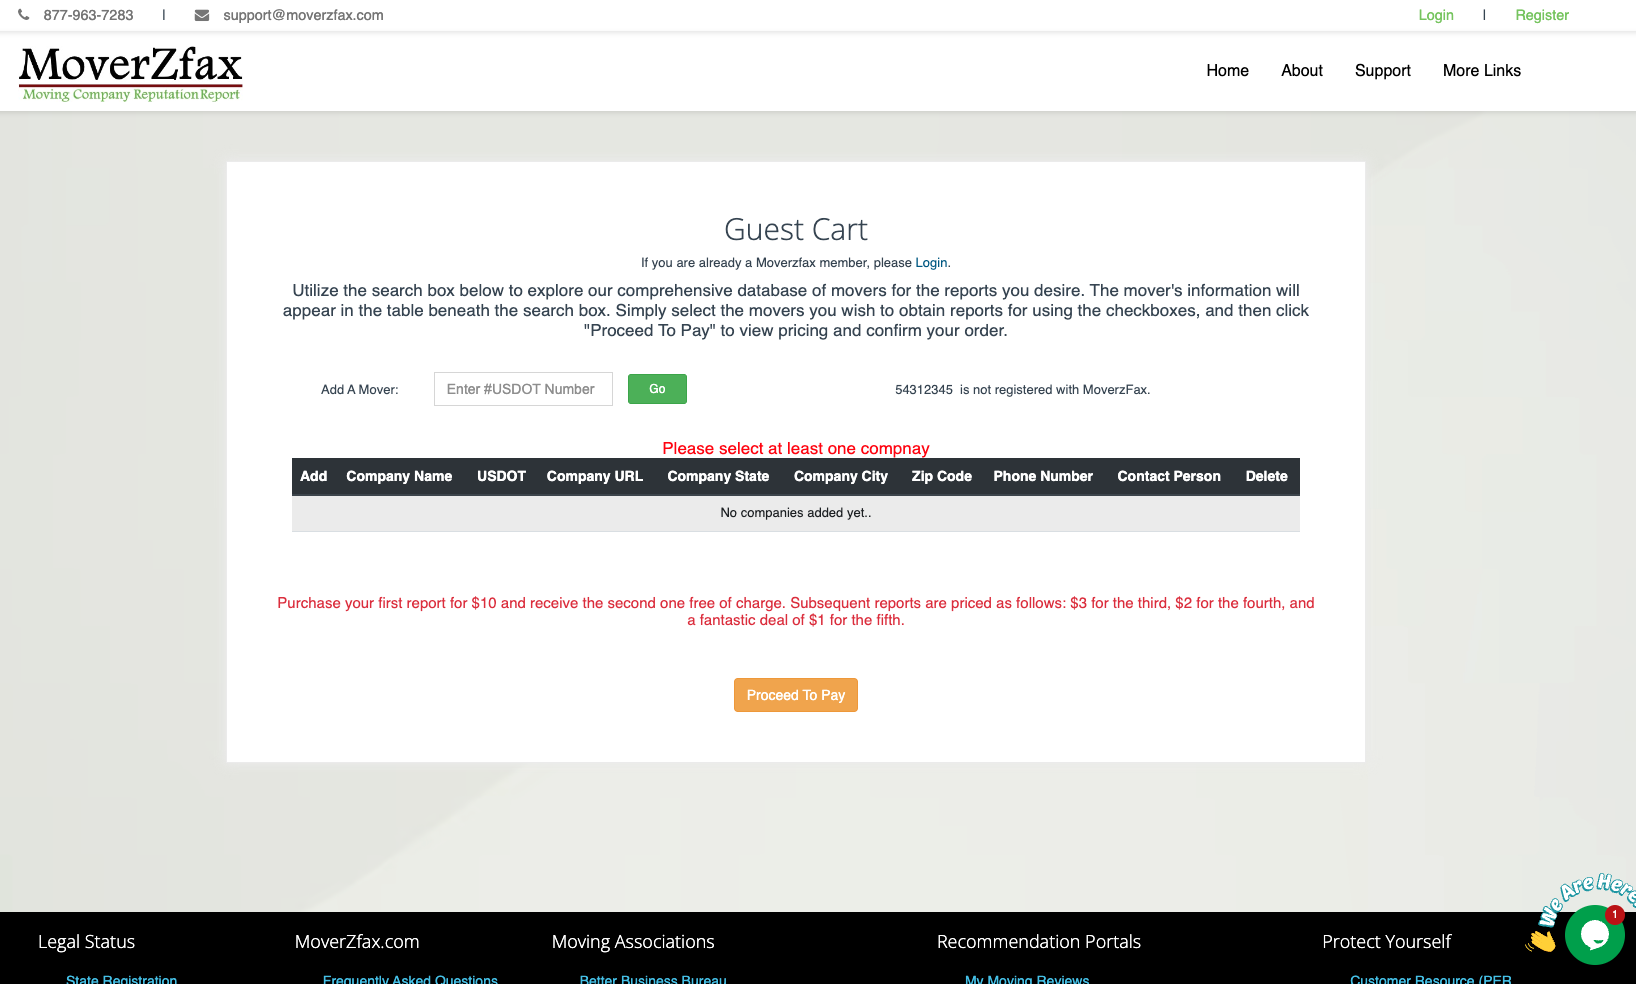 877-963-7283 | support@moverzfax.com Login | Register
MoverZfax
Moving Company Reputation Report
Home About Support More Links
Guest Cart
If you are already a Moverzfax member, please Login.
Utilize the search box below to explore our comprehensive database of movers for the reports you desire. The mover's information will
appear in the table beneath the search box. Simply select the movers you wish to obtain reports for using the checkboxes, and then click
"Proceed To Pay" to view pricing and confirm your order.
Add A Mover: Enter #USDOT Number Go 54312345 is not registered with MoverzFax.
Please select at least one compnay
Add Company Name USDOT Company URL Company State Company City Zip Code Phone Number Contact Person Delete
No companies added yet..
Purchase your first report for $10 and receive the second one free of charge. Subsequent reports are priced as follows: $3 for the third, $2 for the fourth, and
a fantastic deal of $1 for the fifth.
Proceed To Pay
We Are Here
1
Legal Status MoverZfax.com Moving Associations Recommendation Portals Protect Yourself
State Registration Frequently Asked Questions Better Business Bureau My Moving Reviews Customer Resource (PER